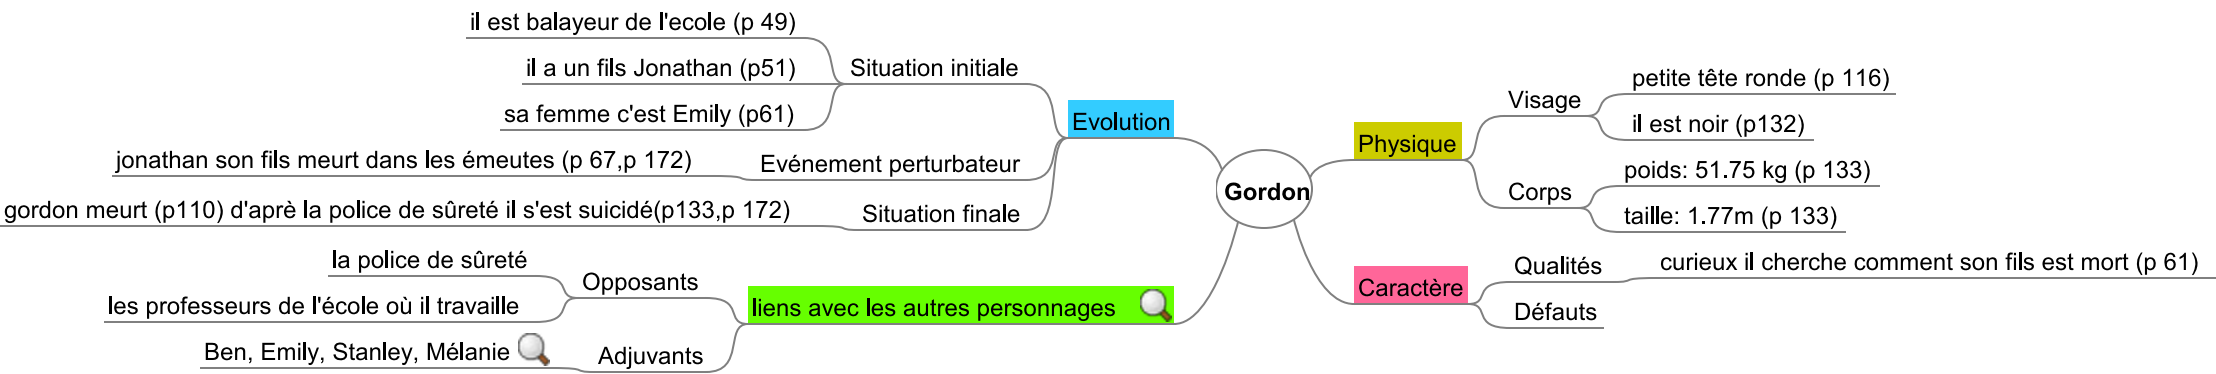 Gordon
Evolution
Situation initiale
il est balayeur de l'ecole (p 49)
il a un fils Jonathan (p51)
sa femme c'est Emily (p61)
Evénement perturbateur
jonathan son fils meurt dans les émeutes (p 67,p 172)
Situation finale
gordon meurt (p110) d'aprè la police de sûreté il s'est suicidé(p133,p 172)
liens avec les autres personnages
Opposants
la police de sûreté
les professeurs de l'école où il travaille
Adjuvants
Ben, Emily, Stanley, Mélanie
Physique
Visage
petite tête ronde (p 116)
il est noir (p132)
Corps
poids: 51.75 kg (p 133)
taille: 1.77m (p 133)
Caractère
Qualités
curieux il cherche comment son fils est mort (p 61)
Défauts